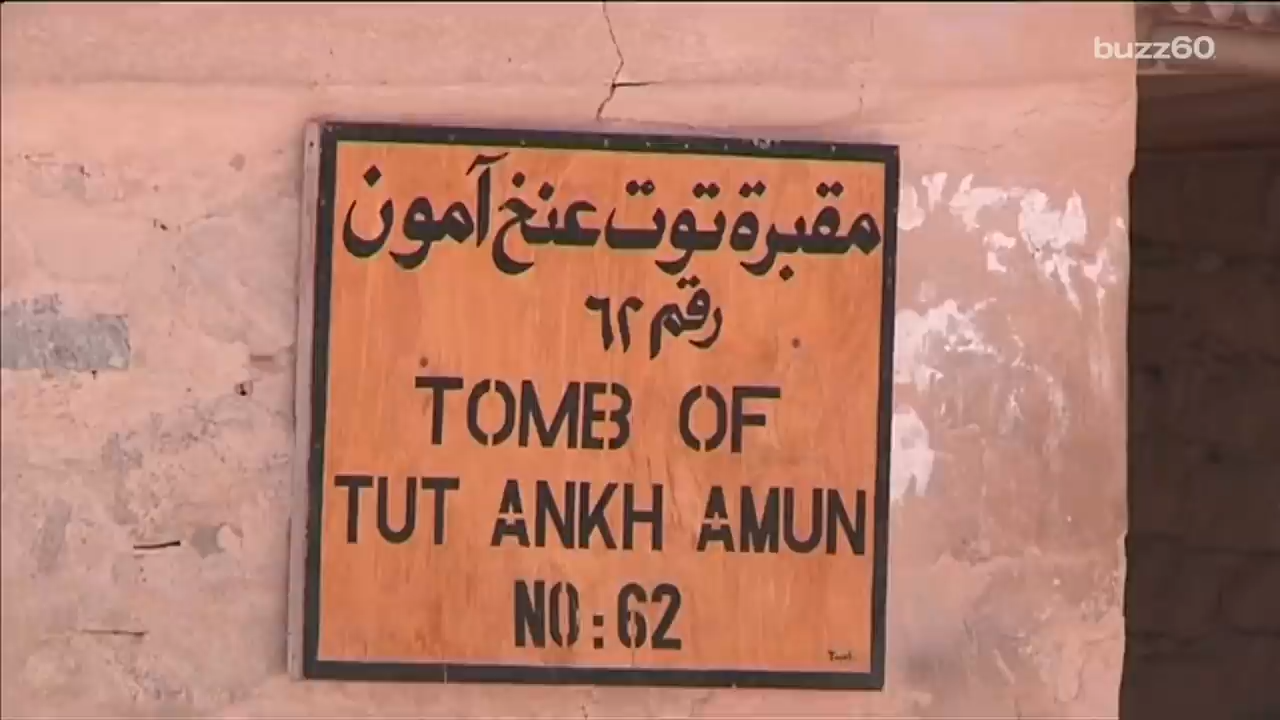 buzz60
مقبرة توت عنخ آمون
رقم ٦٢
TOMB OF
TUT ANKH AMUN
NO:62